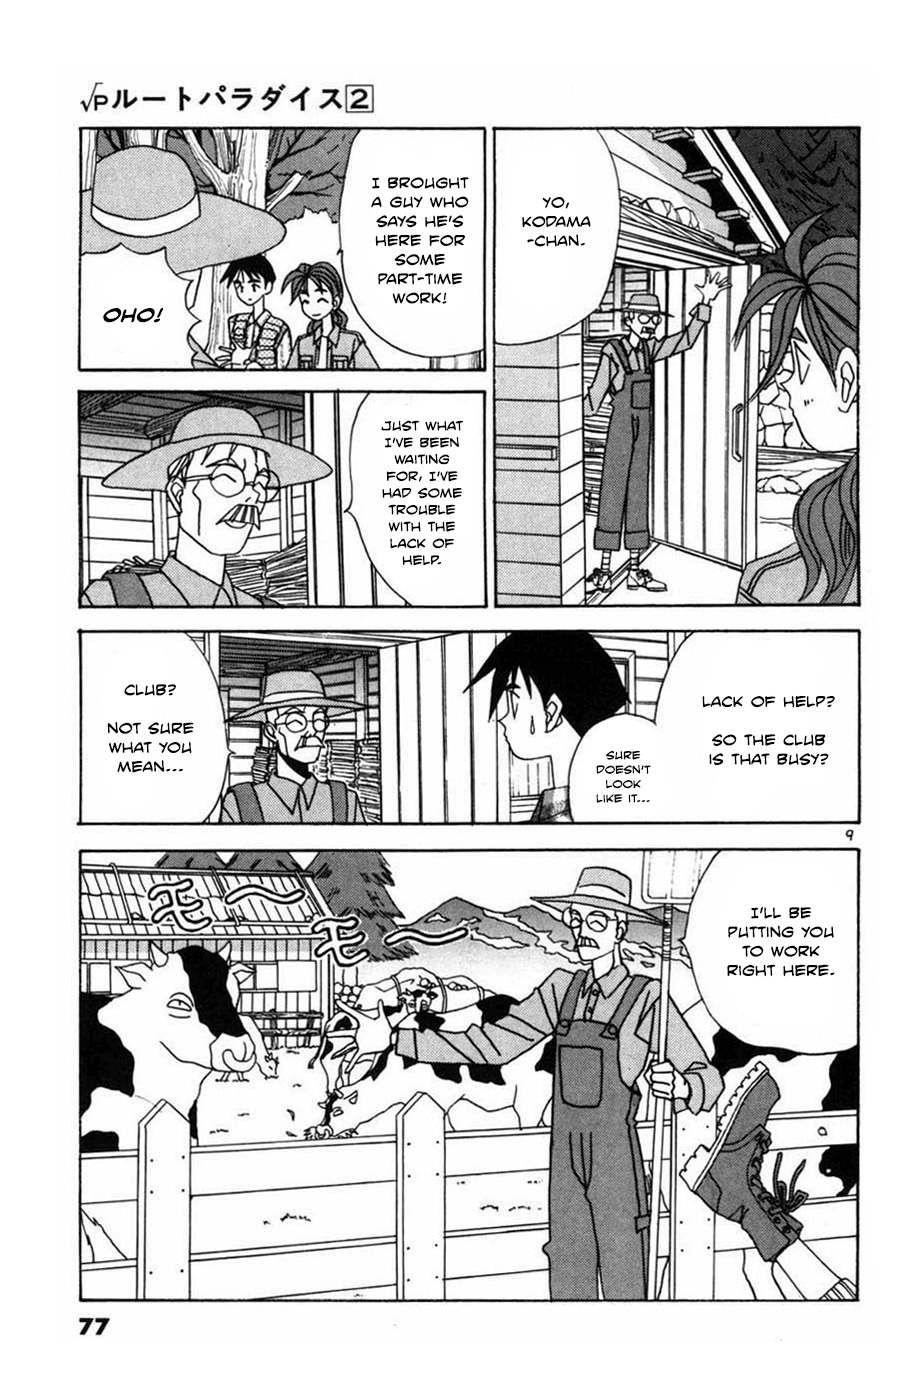 √Pルートパラダイス2
YO,
KODAMA
-CHAN.
I BROUGHT
A GUY WHO
SAYS HE'S
HERE FOR
SOME
PART-TIME
WORK!
OHO!
JUST WHAT
I'VE BEEN
WAITING
FOR, I'VE
HAD SOME
TROUBLE
WITH THE
LACK OF
HELP.
LACK OF HELP?
SO THE CLUB
IS THAT BUSY?
SURE
DOESN'T
LOOK
LIKE IT...
CLUB?
NOT SURE
WHAT YOU
MEAN...
9
I'LL BE
PUTTING YOU
TO WORK
RIGHT HERE.
モ〜
モ〜
77